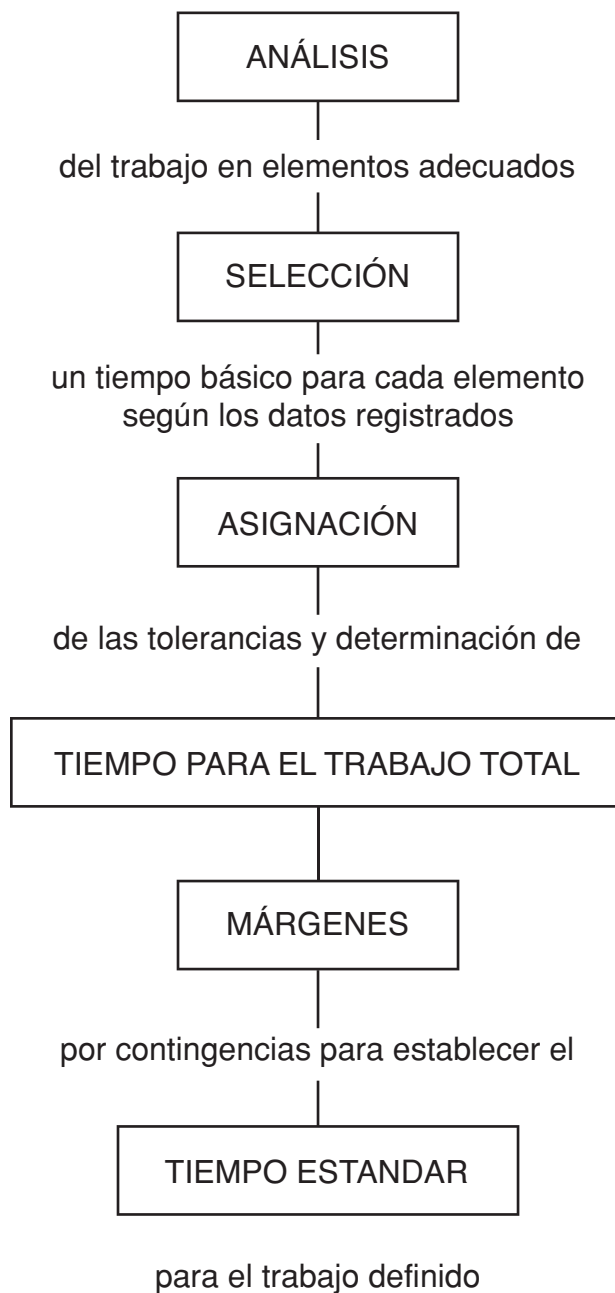 ANÁLISIS
del trabajo en elementos adecuados
SELECCIÓN
un tiempo básico para cada elemento
según los datos registrados
ASIGNACIÓN
de las tolerancias y determinación de
TIEMPO PARA EL TRABAJO TOTAL
MÁRGENES
por contingencias para establecer el
TIEMPO ESTANDAR
para el trabajo definido